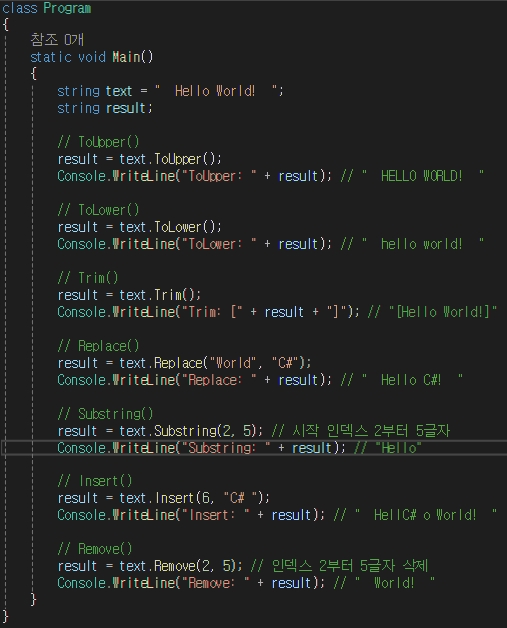 class Program
{
참조 0개
static void Main()
{
string text = "  Hello World!  ";
string result;
// ToUpper()
result = text.ToUpper();
Console.WriteLine("ToUpper: " + result); // "  HELLO WORLD!  "
// ToLower()
result = text.ToLower();
Console.WriteLine("ToLower: " + result); // "  hello world!  "
// Trim()
result = text.Trim();
Console.WriteLine("Trim: [" + result + "]"); // "[Hello World!]"
// Replace()
result = text.Replace("World", "C#");
Console.WriteLine("Replace: " + result); // "  Hello C#!  "
// Substring()
result = text.Substring(2, 5); // 시작 인덱스 2부터 5글자
Console.WriteLine("Substring: " + result); // "Hello"
// Insert()
result = text.Insert(6, "C# ");
Console.WriteLine("Insert: " + result); // "  HellC# o World!  "
// Remove()
result = text.Remove(2, 5); // 인덱스 2부터 5글자 삭제
Console.WriteLine("Remove: " + result); // "  World!  "
}
}